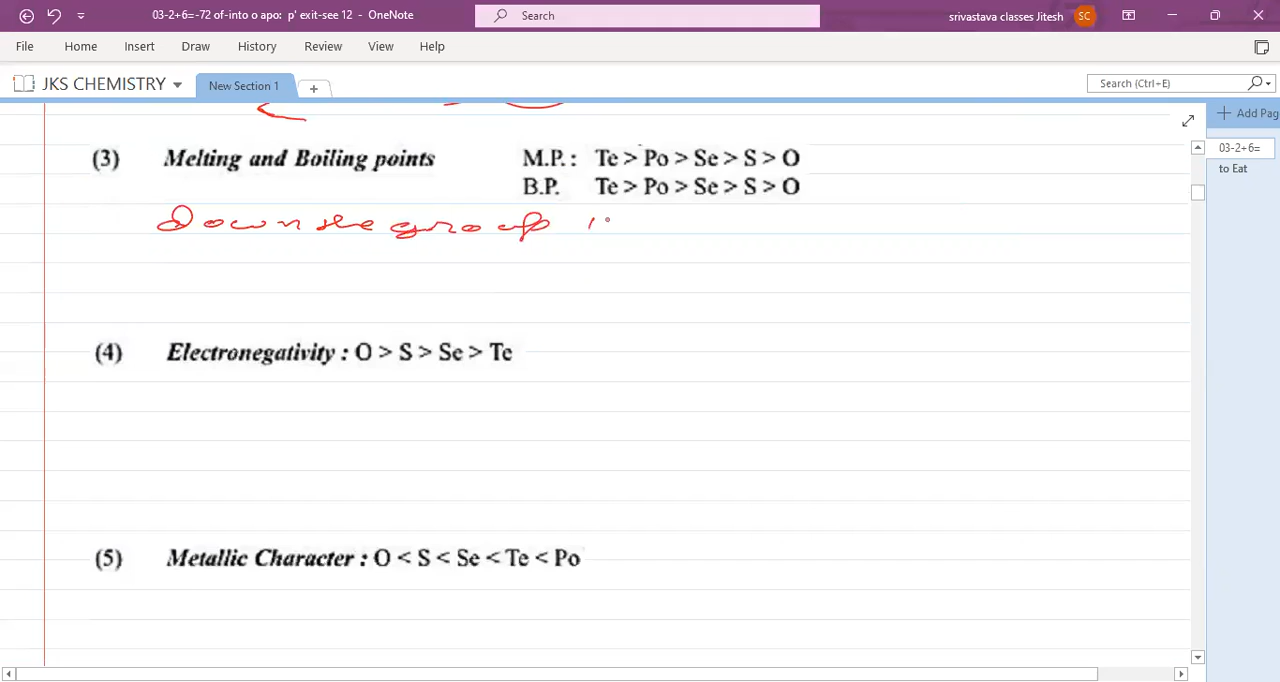 03-2+6=-72 of-into o apo: p' exit-see 12 - OneNote
Search
srivastava classes Jitesh
SC
File Home Insert Draw History Review View Help
JKS CHEMISTRY
New Section 1
+
Search (Ctrl+E)
Add Pag
03-2+6=
to Eat
(3) Melting and Boiling points M.P.: Te > Po > Se > S > O
B.P. Te > Po > Se > S > O
Down the group
(4) Electronegativity : O > S > Se > Te
(5) Metallic Character : O < S < Se < Te < Po